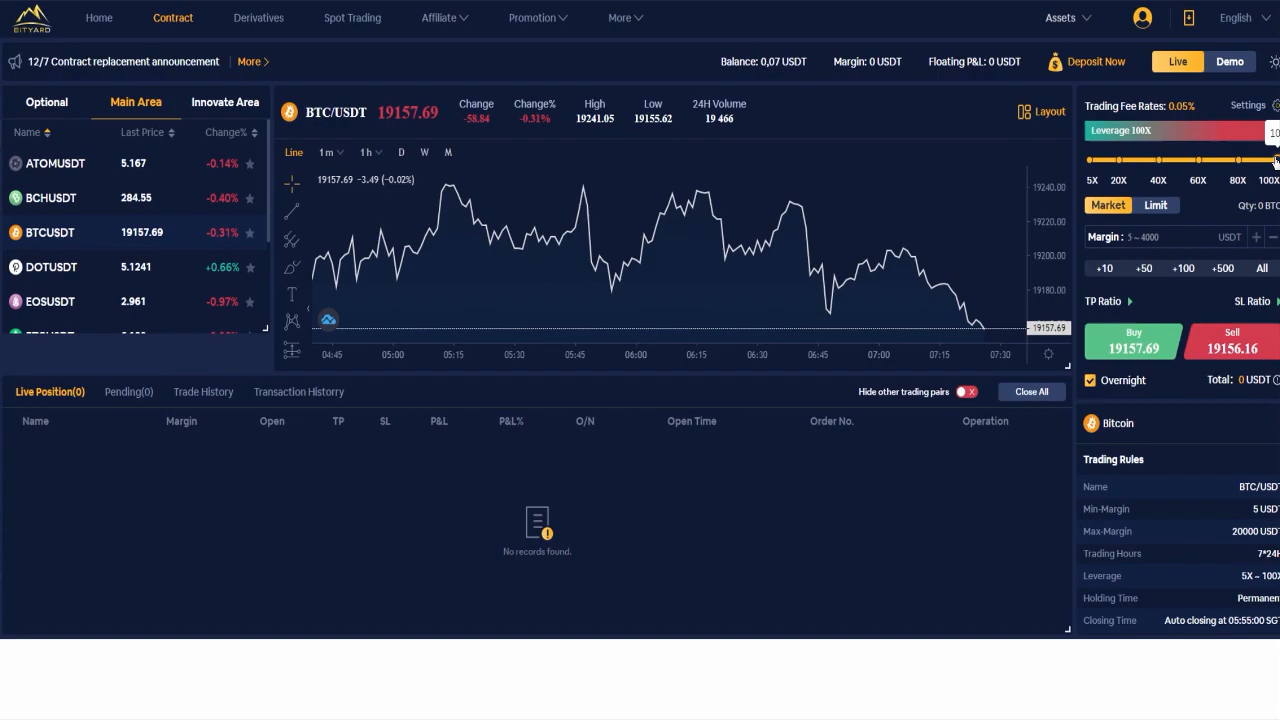 BITYARD
Home Contract Derivatives Spot Trading Affiliate Promotion More Assets English
12/7 Contract replacement announcement More > Balance: 0,07 USDT Margin: 0 USDT Floating P&L: 0 USDT Deposit Now Live Demo
Optional Main Area Innovate Area
Name Last Price Change%
ATOMUSDT 5.167 -0.14%
BCHUSDT 284.55 -0.40%
BTCUSDT 19157.69 -0.31%
DOTUSDT 5.1241 +0.66%
EOSUSDT 2.961 -0.97%
BTC/USDT 19157.69
Change Change% High Low 24H Volume
-58.84 -0.31% 19241.05 19155.62 19 466
Layout
Line 1m 1h D W M
19157.69 −3.49 (−0.02%)
19240.00
19220.00
19200.00
19180.00
19157.69
04:45 05:00 05:15 05:30 05:45 06:00 06:15 06:30 06:45 07:00 07:15 07:30
Trading Fee Rates: 0.05% Settings
Leverage 100X 10
5X 20X 40X 60X 80X 100X
Market Limit Qty: 0 BTC
Margin: 5 ~ 4000 USDT + −
+10 +50 +100 +500 All
TP Ratio SL Ratio
Buy Sell
19157.69 19156.16
Overnight Total: 0 USDT
Live Position(0) Pending(0) Trade History Transaction Historry Hide other trading pairs X Close All
Name Margin Open TP SL P&L P&L% O/N Open Time Order No. Operation
No records found.
Bitcoin
Trading Rules
Name BTC/USDT
Min-Margin 5 USDT
Max-Margin 20000 USDT
Trading Hours 7*24H
Leverage 5X ~ 100X
Holding Time Permanent
Closing Time Auto closing at 05:55:00 SGT